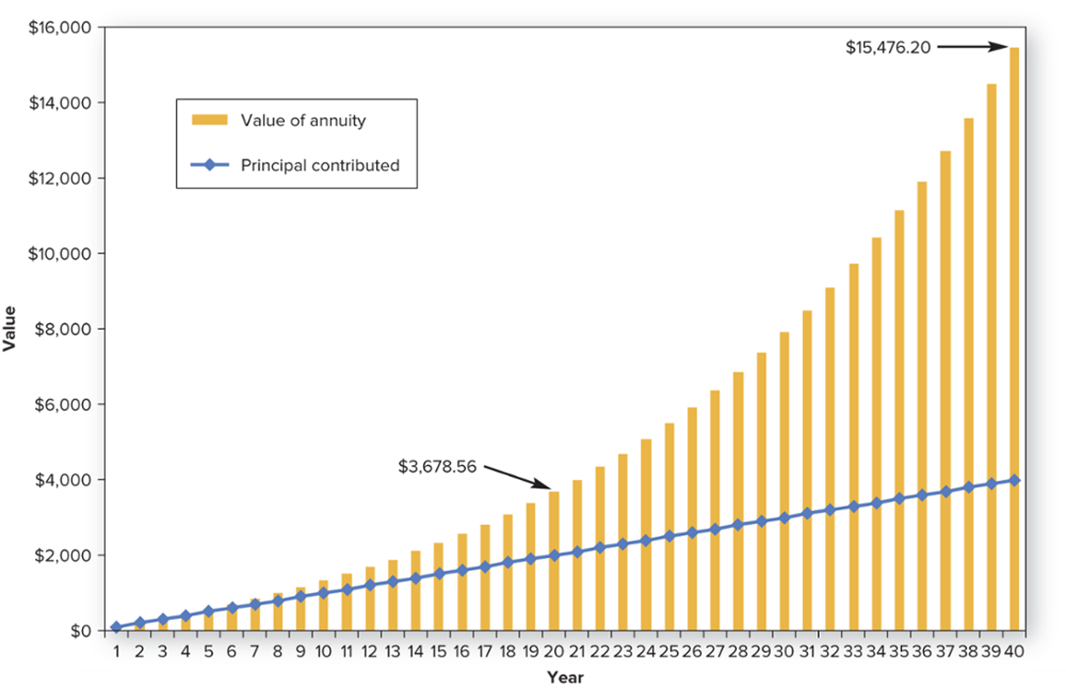 $16,000
$15,476.20
$14,000
Value of annuity
Principal contributed
$12,000
$10,000
Value
$8,000
$6,000
$3,678.56
$4,000
$2,000
$0
1 2 3 4 5 6 7 8 9 10 11 12 13 14 15 16 17 18 19 20 21 22 23 24 25 26 27 28 29 30 31 32 33 34 35 36 37 38 39 40
Year